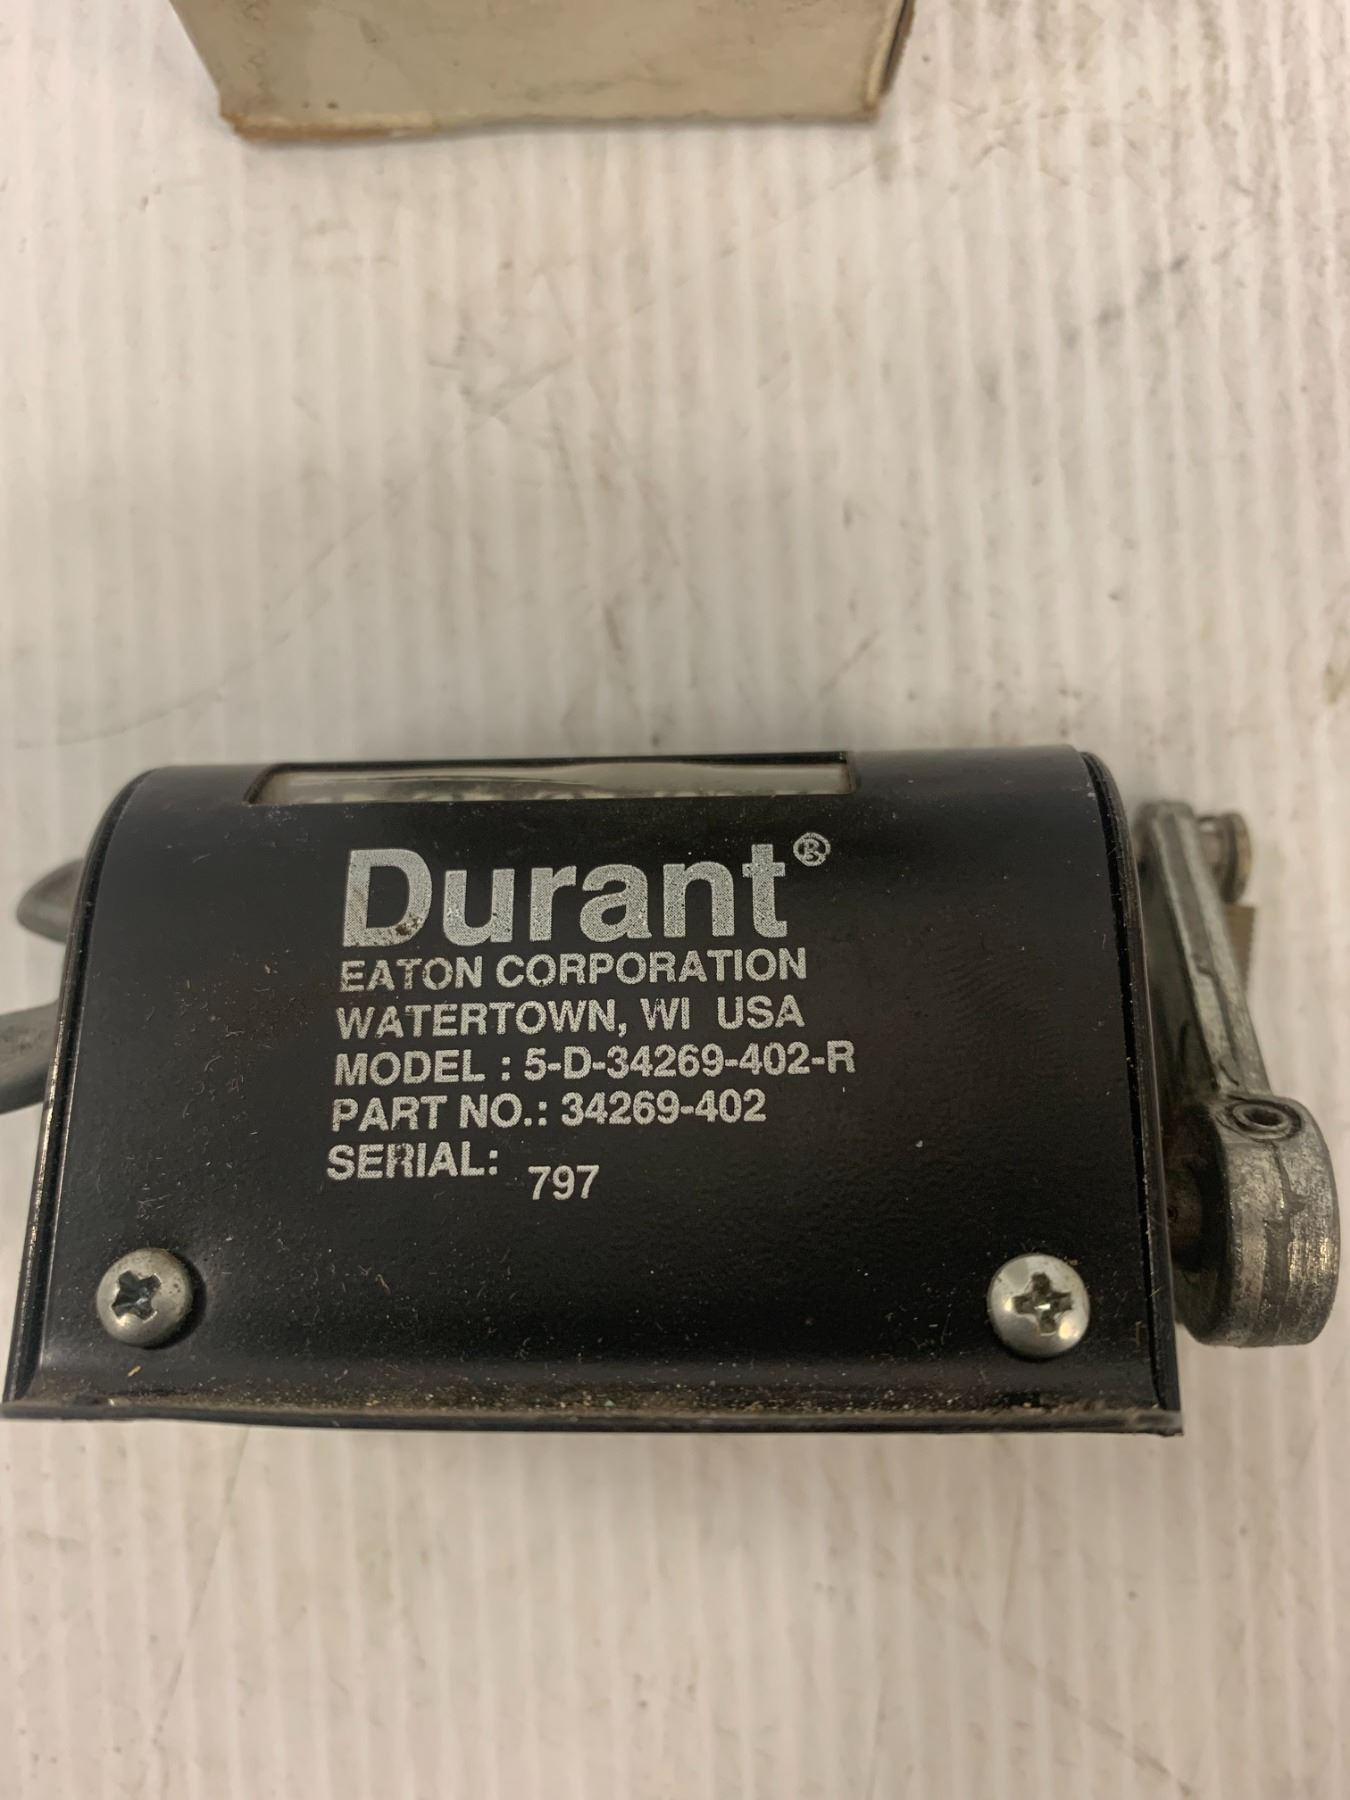 Durant®
EATON CORPORATION
WATERTOWN, WI USA
MODEL : 5-D-34269-402-R
PART NO.: 34269-402
SERIAL: 797